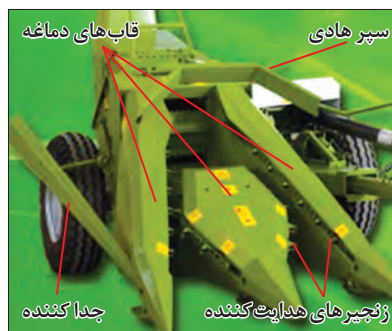 سپر هادی
قاب‌های دماغه
زنجیرهای هدایت‌کننده
جدا کننده